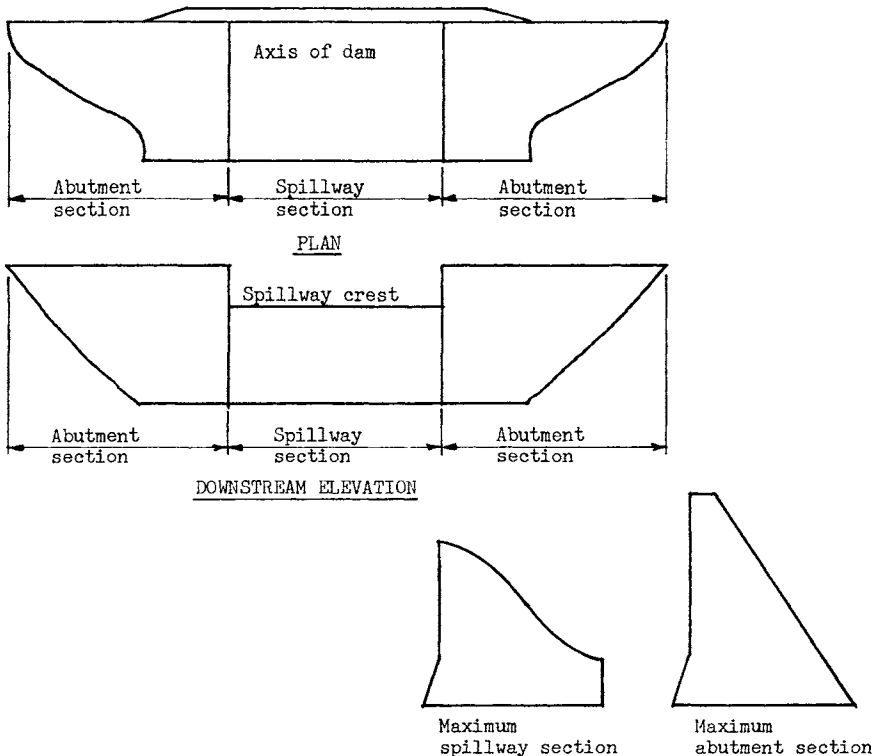 Axis of dam
Abutment
section
Spillway
section
Abutment
section
PLAN
Spillway crest
Abutment
section
Spillway
section
Abutment
section
DOWNSTREAM ELEVATION
Maximum
spillway section
Maximum
abutment section